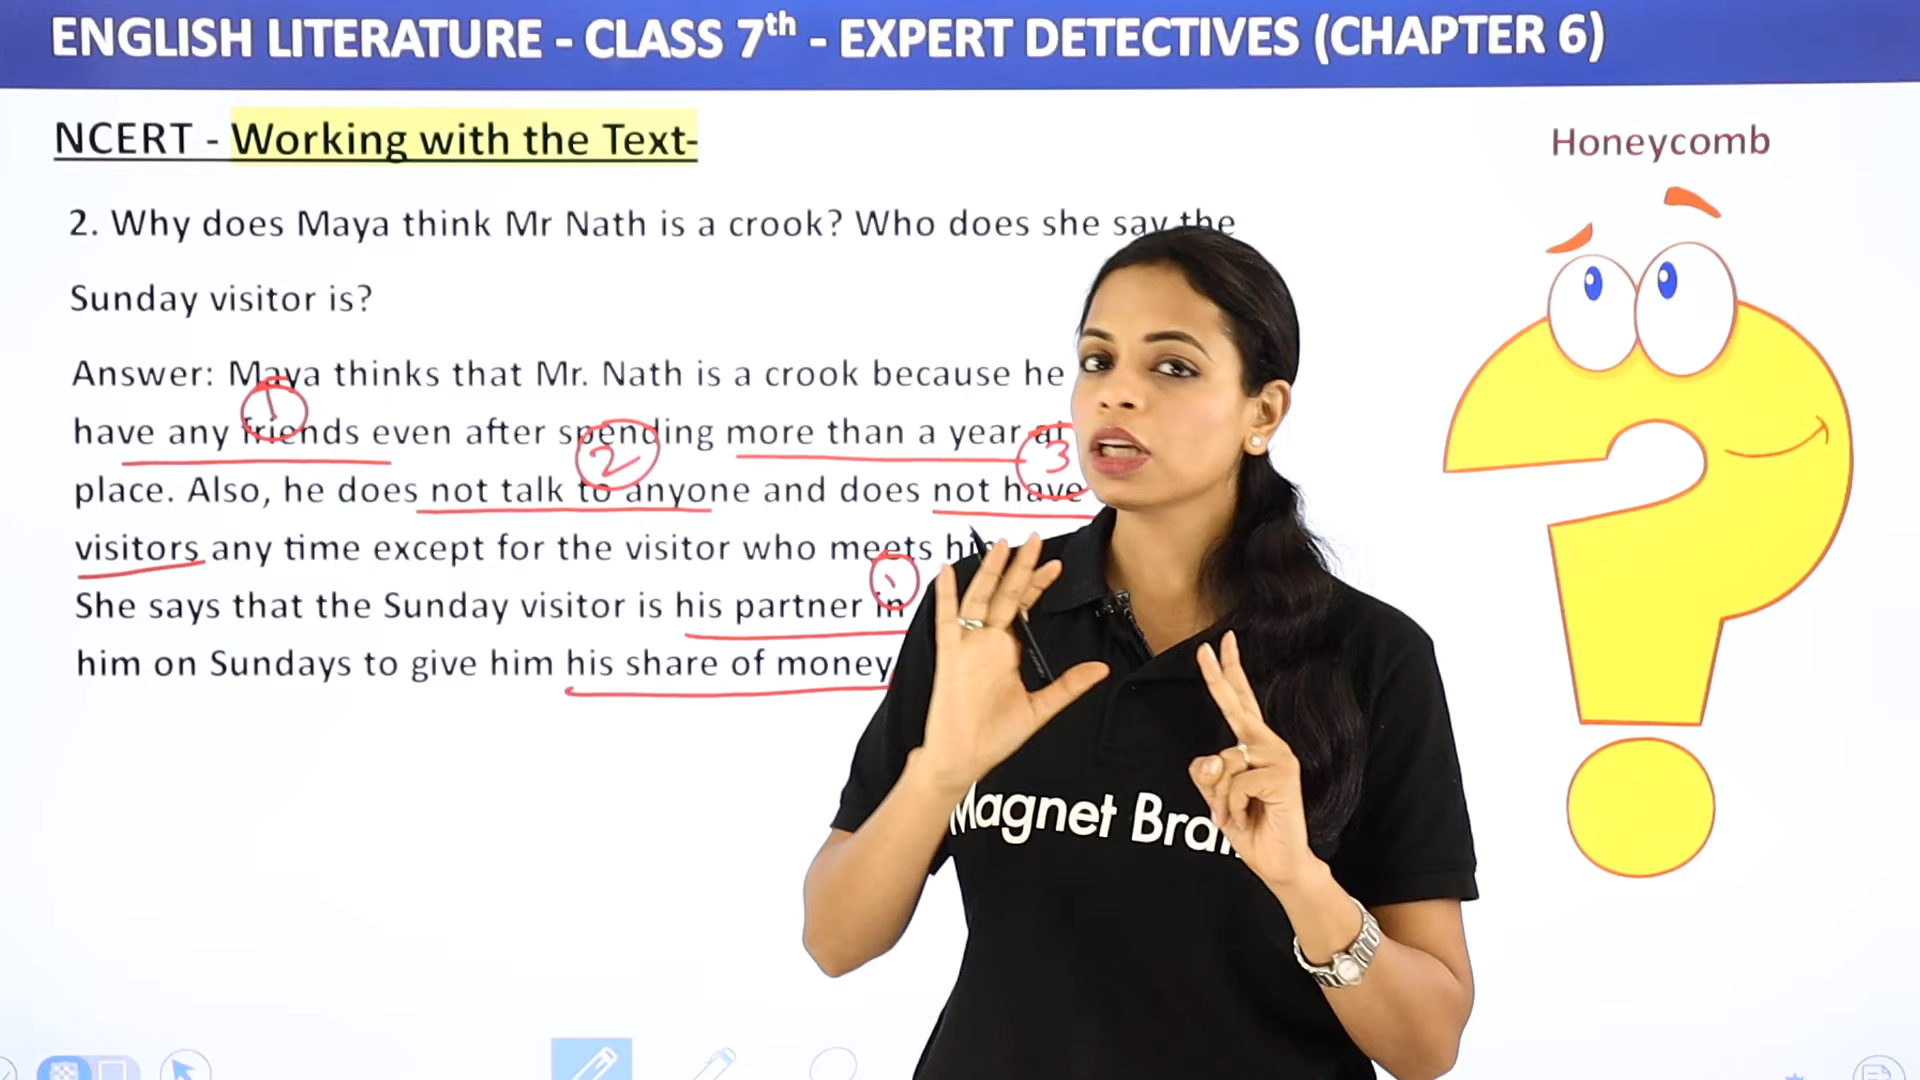 ENGLISH LITERATURE - CLASS 7th - EXPERT DETECTIVES (CHAPTER 6)
NCERT - Working with the Text-
Honeycomb
2. Why does Maya think Mr Nath is a crook? Who does she say the
Sunday visitor is?
Answer: Maya thinks that Mr. Nath is a crook because he
1
have any friends even after spending more than a year at
2
3
place. Also, he does not talk to anyone and does not have
visitors any time except for the visitor who meets
1
She says that the Sunday visitor is his partner in
him on Sundays to give him his share of money
Magnet